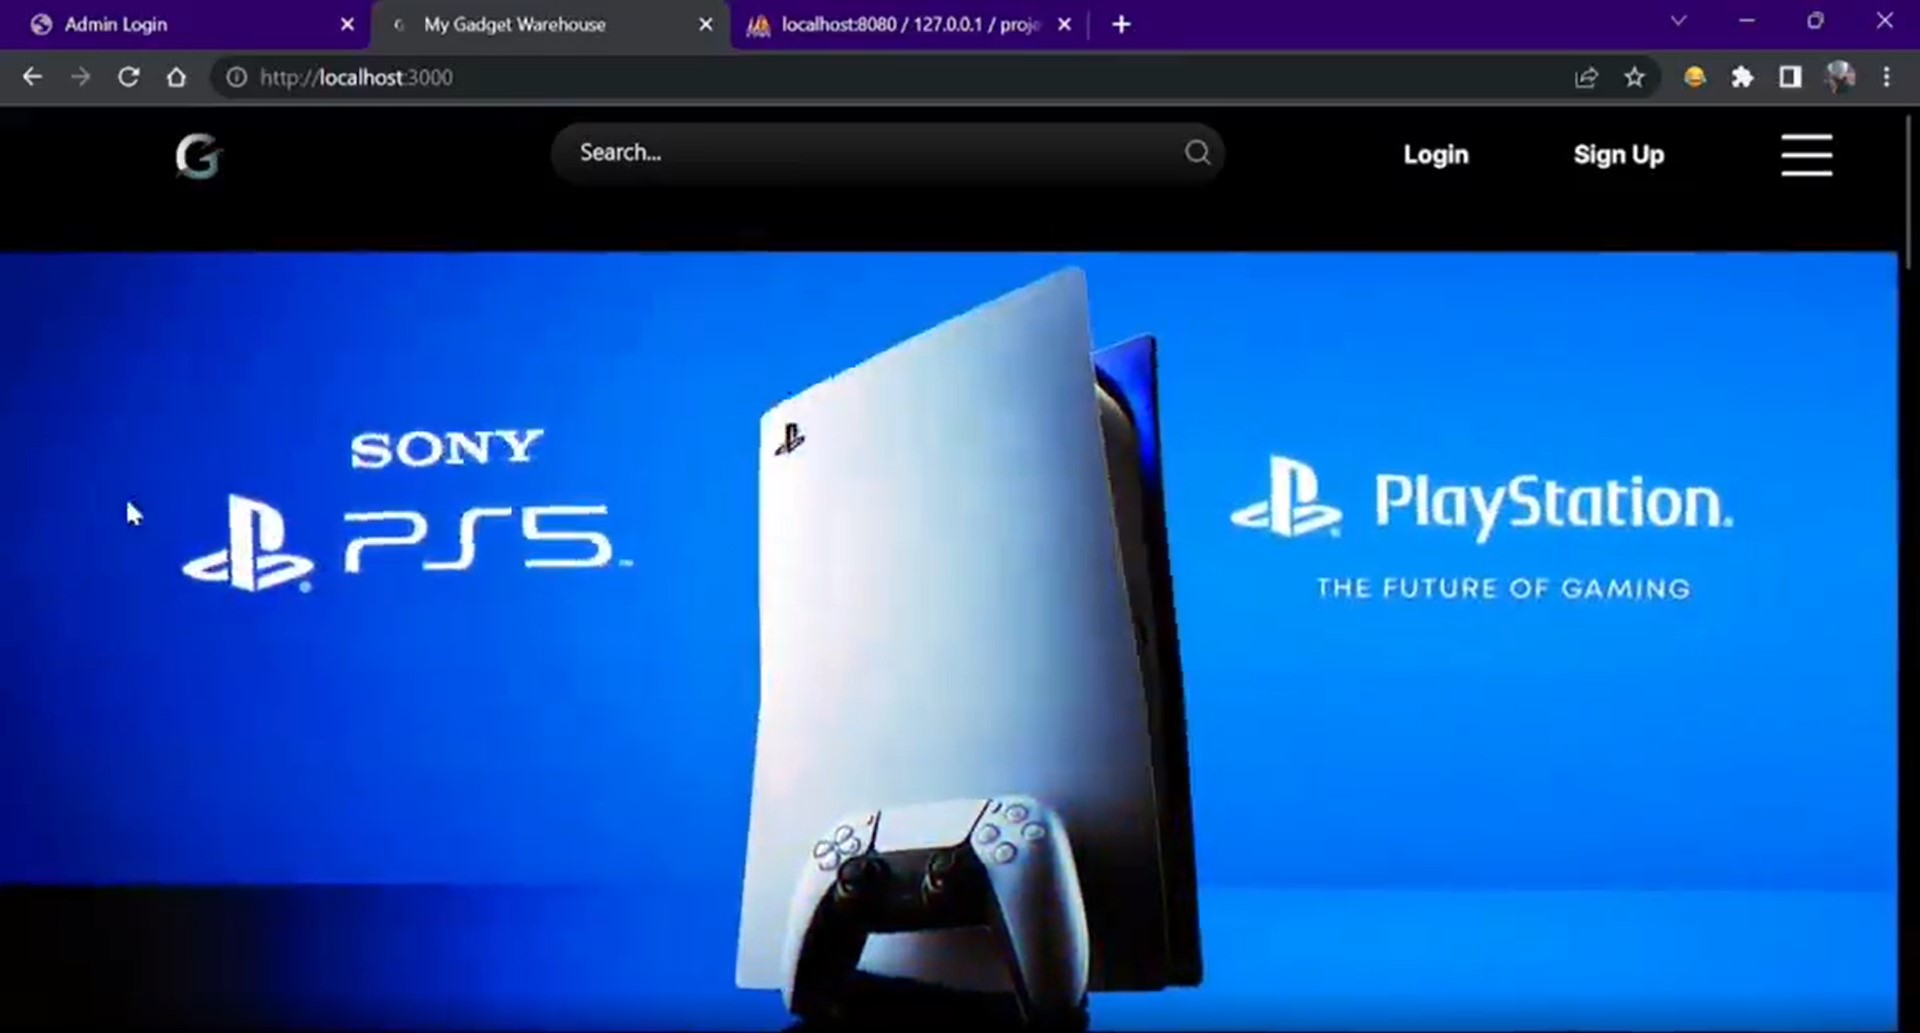 Admin Login
My Gadget Warehouse
localhost:8080 / 127.0.0.1 / proje
http://localhost:3000
G
Search...
Login
Sign Up
SONY
PS5™
PlayStation®
THE FUTURE OF GAMING